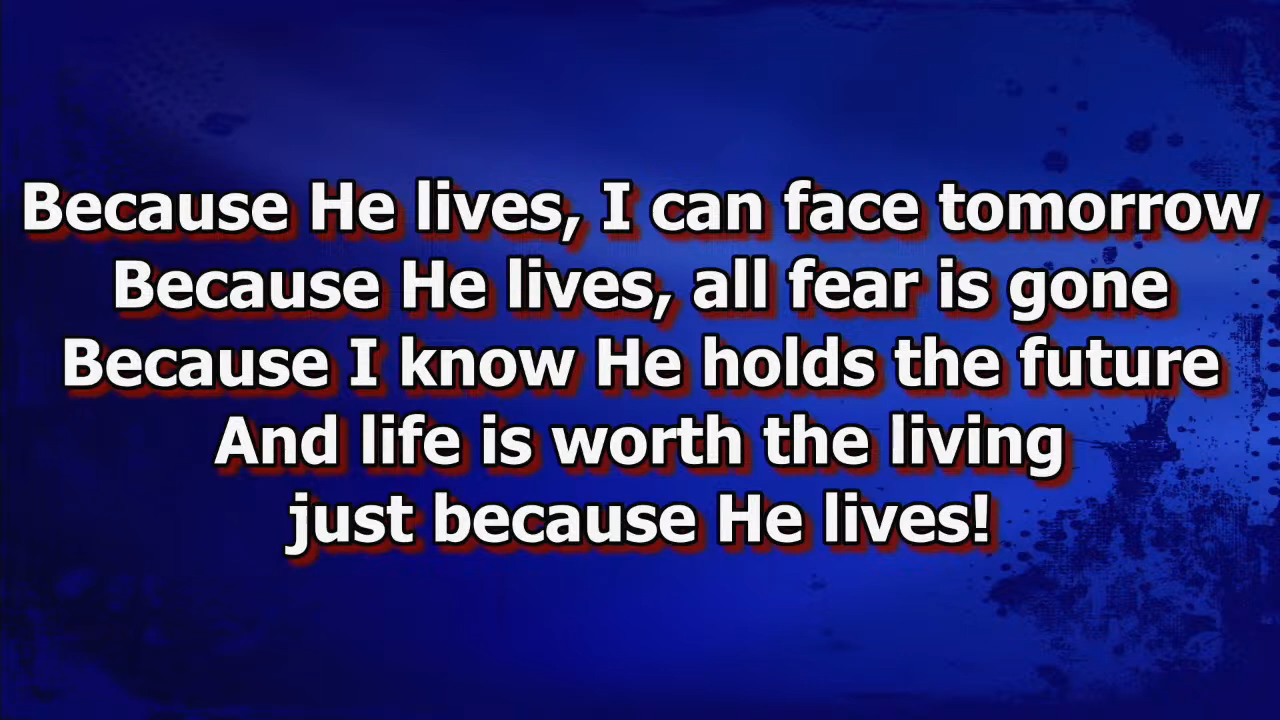 Because He lives, I can face tomorrow
Because He lives, all fear is gone
Because I know He holds the future
And life is worth the living
just because He lives!